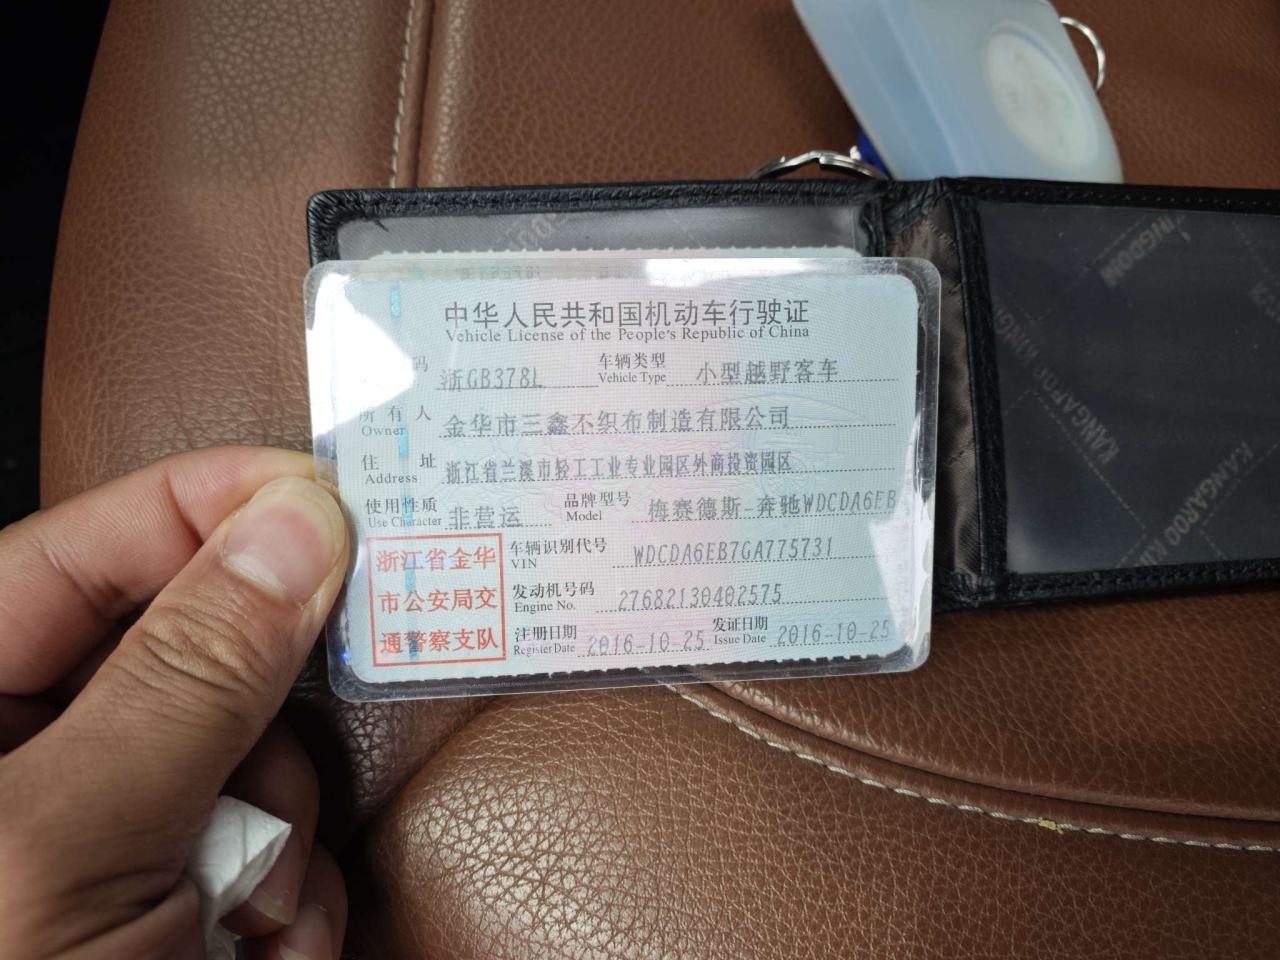 中华人民共和国机动车行驶证
Vehicle License of the People's Republic of China
码 浙GB378L 车辆类型 Vehicle Type 小型越野客车
所有人 Owner 金华市三鑫不织布制造有限公司
住址 Address 浙江省兰溪市轻工工业专业园区外商投资园区
使用性质 Use Character 非营运 品牌型号 Model 梅赛德斯-奔驰WDCDA6EB
车辆识别代号 VIN WDCDA6EB7GA775731
发动机号码 Engine No. 27682130402575
注册日期 Register Date 2016-10-25 发证日期 Issue Date 2016-10-25
浙江省金华
市公安局交
通警察支队
KINGDOM
KANGAROO KINGD
KANGAROO KIN